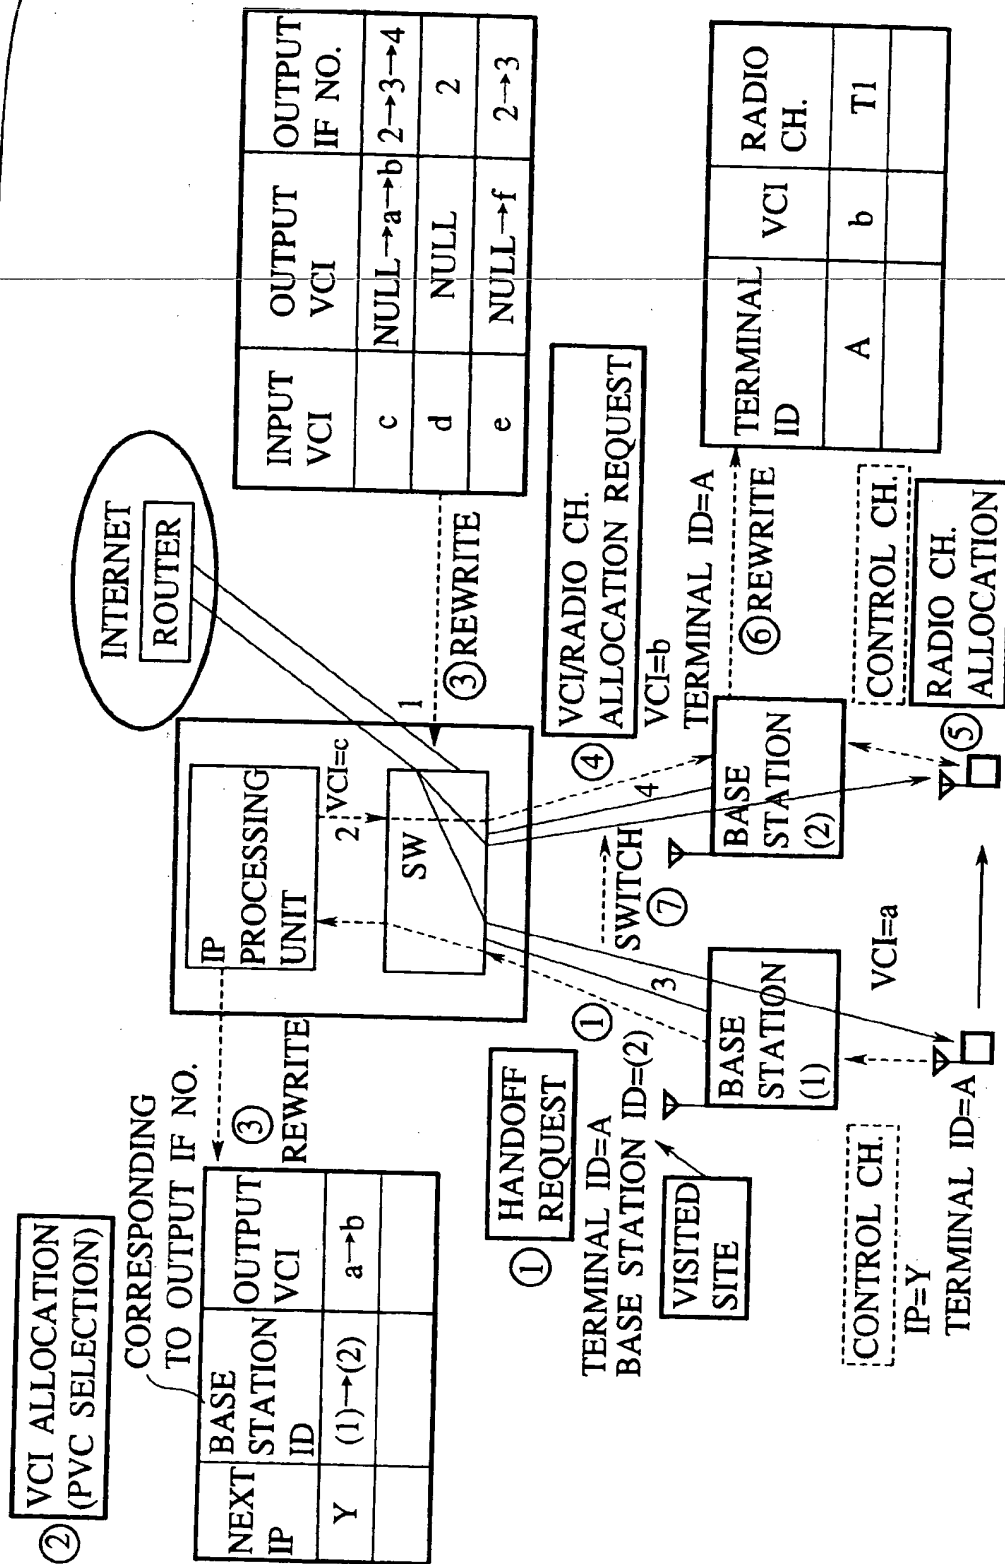 ② VCI ALLOCATION
(PVC SELECTION)
CORRESPONDING
TO OUTPUT IF NO.
NEXT IP | BASE STATION ID | OUTPUT VCI
Y | (1)→(2) | a→b
③
REWRITE
INTERNET
ROUTER
IP
PROCESSING
UNIT
2
VCI=c
1
SW
③ REWRITE
INPUT VCI | OUTPUT VCI | OUTPUT IF NO.
c | NULL→a→b | 2→3→4
d | NULL | 2
e | NULL→f | 2→3
① HANDOFF
REQUEST
①
TERMINAL ID=A
BASE STATION ID=(2)
VISITED
SITE
3
SWITCH
⑦
4
④ VCI/RADIO CH.
ALLOCATION REQUEST
VCI=b
TERMINAL ID=A
⑥ REWRITE
TERMINAL ID | VCI | RADIO CH.
A | b | T1
BASE
STATION
(1)
BASE
STATION
(2)
CONTROL CH.
IP=Y
TERMINAL ID=A
VCI=a
CONTROL CH.
⑤ RADIO CH.
ALLOCATION